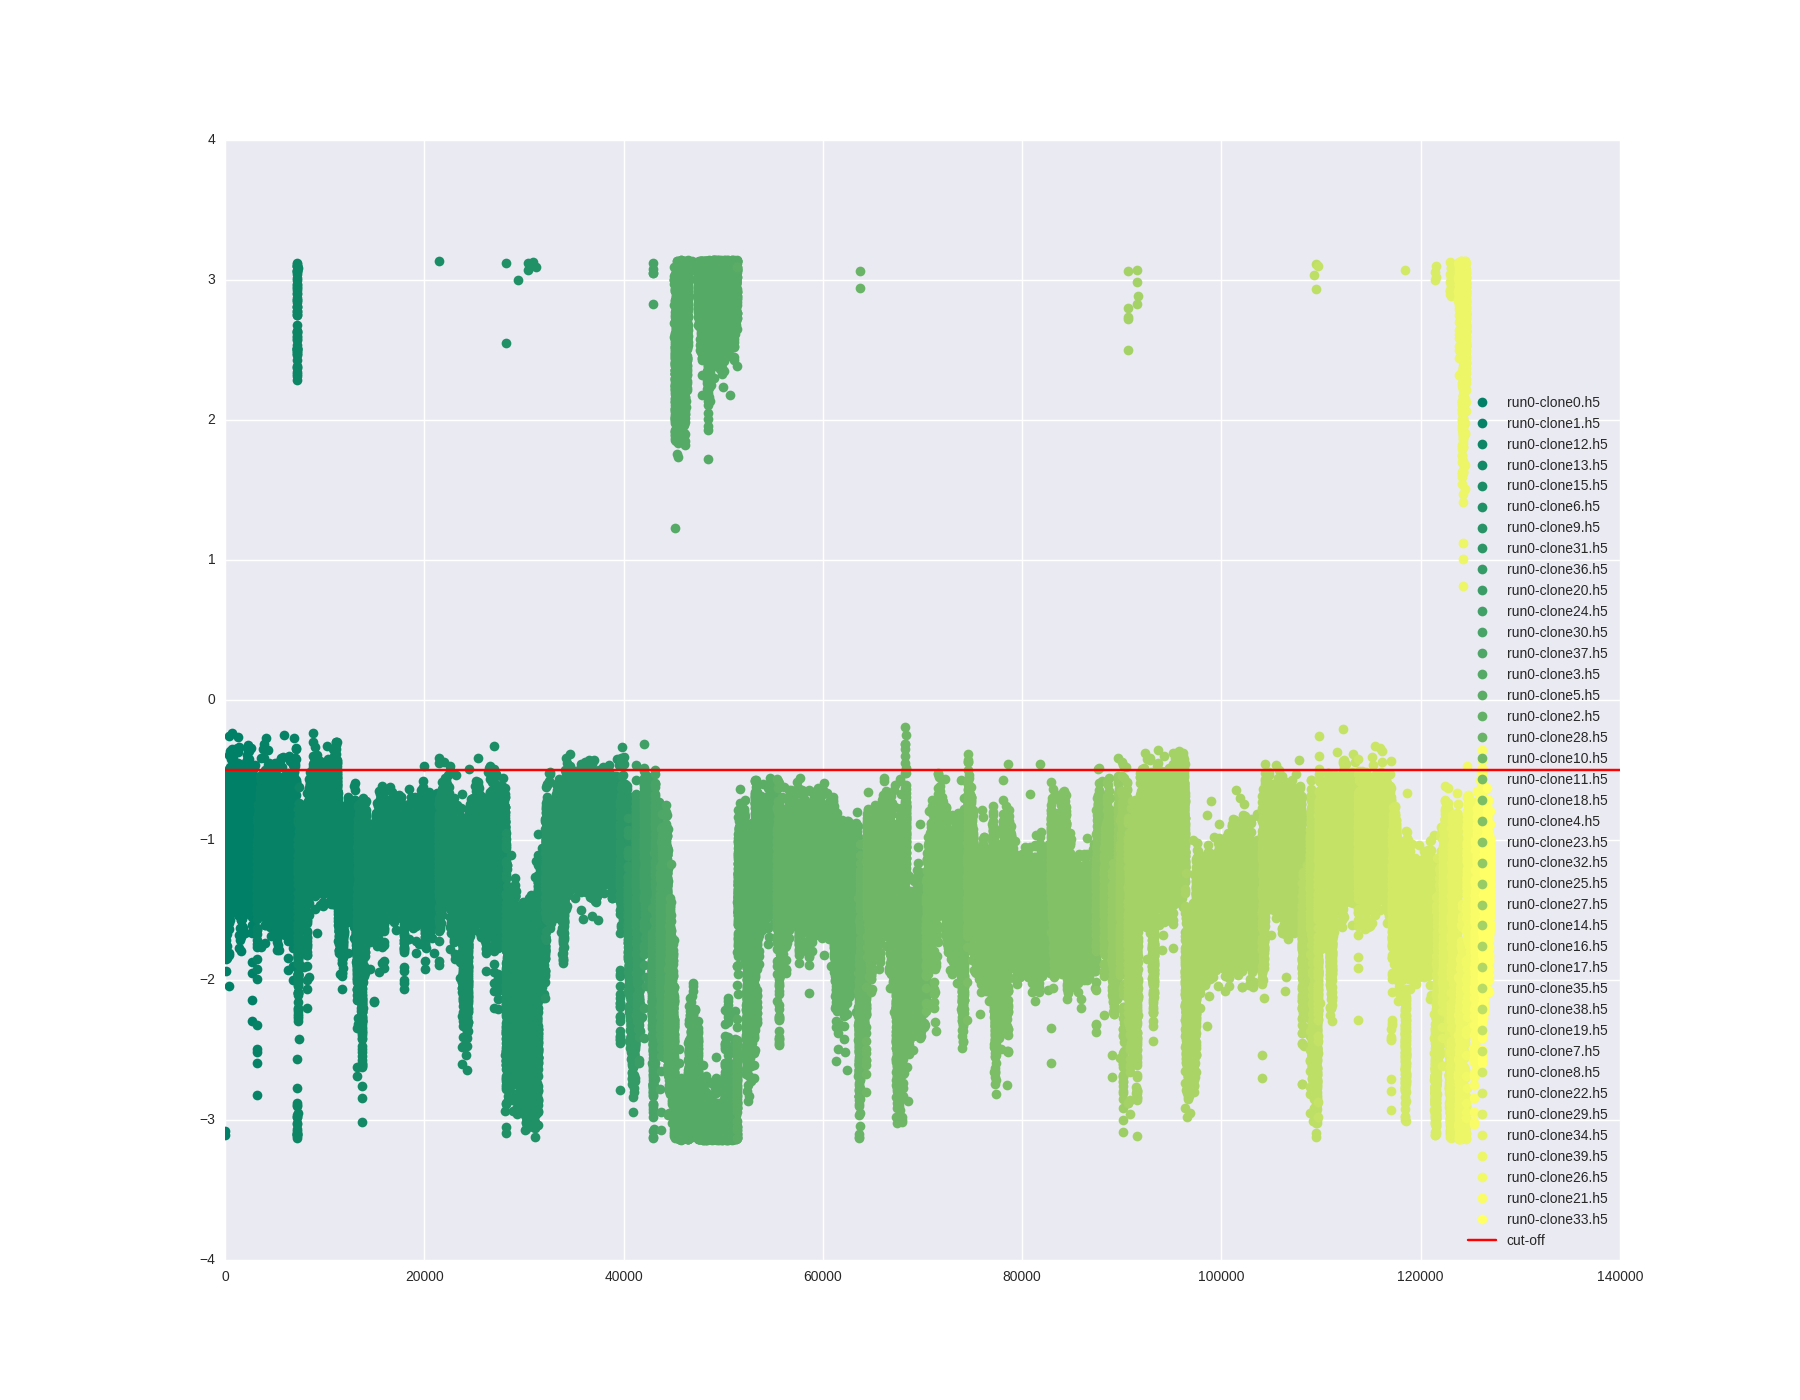 4
3
2
1
0
−1
−2
−3
−4
0
20000
40000
60000
80000
100000
120000
140000
run0-clone0.h5
run0-clone1.h5
run0-clone12.h5
run0-clone13.h5
run0-clone15.h5
run0-clone6.h5
run0-clone9.h5
run0-clone31.h5
run0-clone36.h5
run0-clone20.h5
run0-clone24.h5
run0-clone30.h5
run0-clone37.h5
run0-clone3.h5
run0-clone5.h5
run0-clone2.h5
run0-clone28.h5
run0-clone10.h5
run0-clone11.h5
run0-clone18.h5
run0-clone4.h5
run0-clone23.h5
run0-clone32.h5
run0-clone25.h5
run0-clone27.h5
run0-clone14.h5
run0-clone16.h5
run0-clone17.h5
run0-clone35.h5
run0-clone38.h5
run0-clone19.h5
run0-clone7.h5
run0-clone8.h5
run0-clone22.h5
run0-clone29.h5
run0-clone34.h5
run0-clone39.h5
run0-clone26.h5
run0-clone21.h5
run0-clone33.h5
cut-off